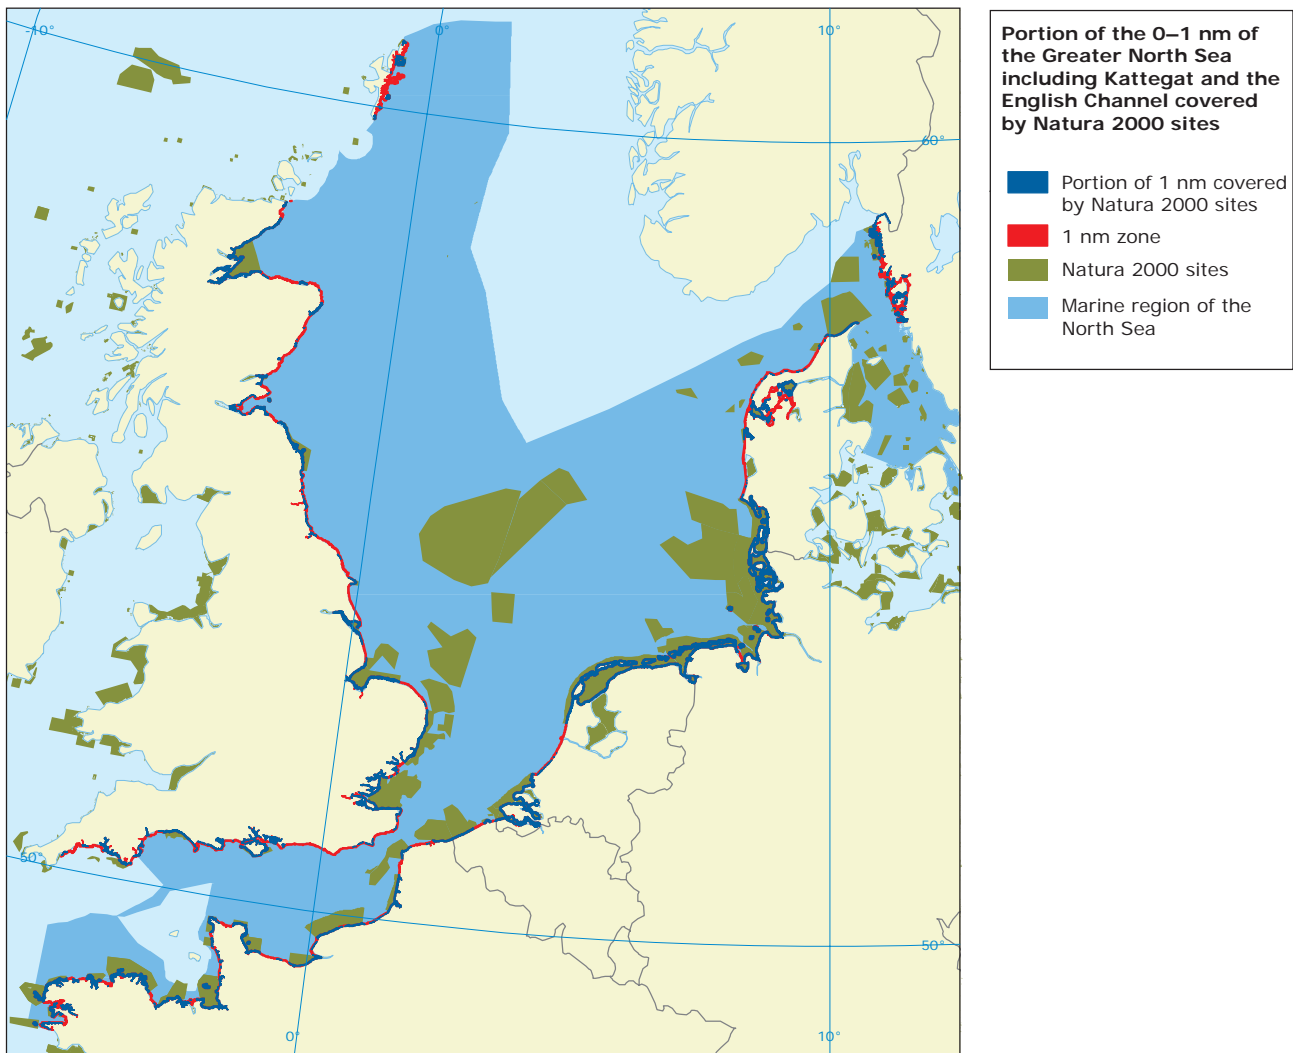 -10°
0°
10°
60°
50°
50°
0°
10°
Portion of the 0–1 nm of
the Greater North Sea
including Kattegat and the
English Channel covered
by Natura 2000 sites
Portion of 1 nm covered
by Natura 2000 sites
1 nm zone
Natura 2000 sites
Marine region of the
North Sea